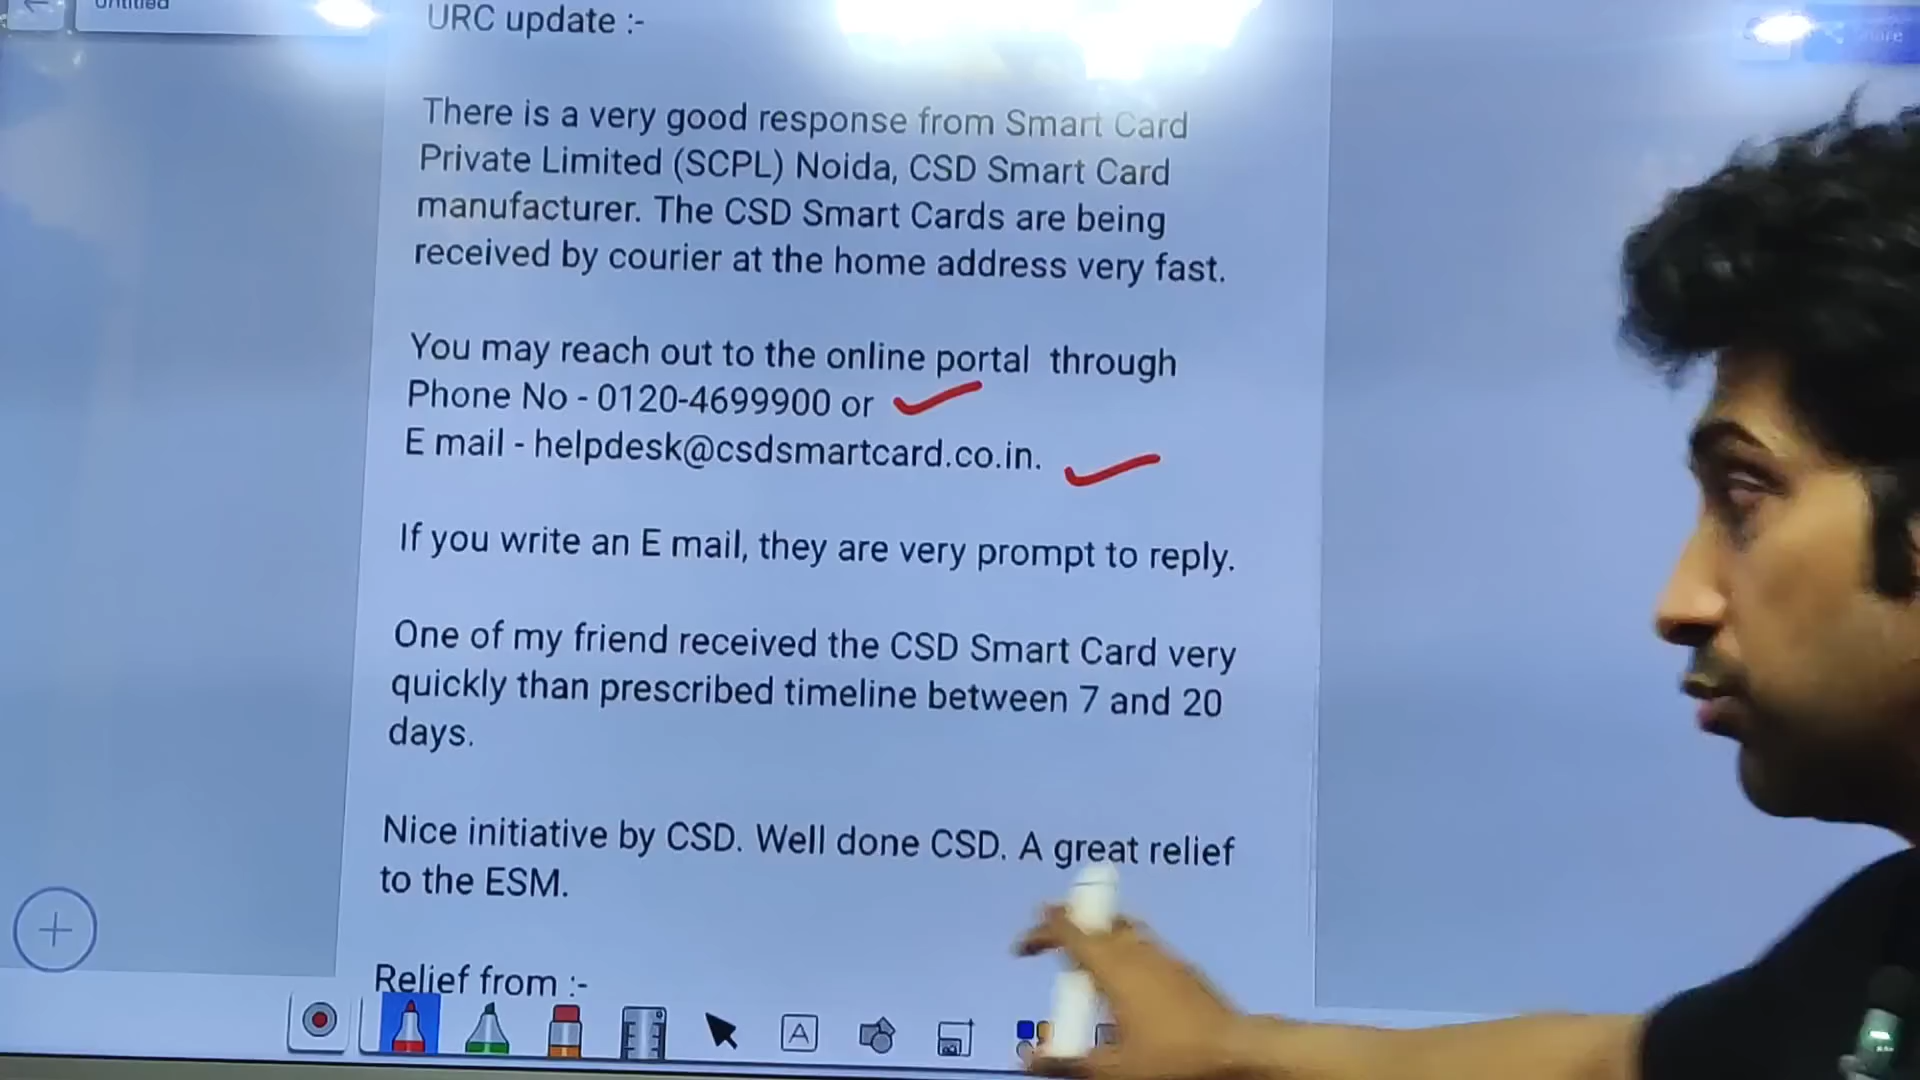 Untitled
Share
URC update :-
There is a very good response from Smart Card
Private Limited (SCPL) Noida, CSD Smart Card
manufacturer. The CSD Smart Cards are being
received by courier at the home address very fast.
You may reach out to the online portal through
Phone No - 0120-4699900 or
E mail - helpdesk@csdsmartcard.co.in.
If you write an E mail, they are very prompt to reply.
One of my friend received the CSD Smart Card very
quickly than prescribed timeline between 7 and 20
days.
Nice initiative by CSD. Well done CSD. A great relief
to the ESM.
Relief from :-
A